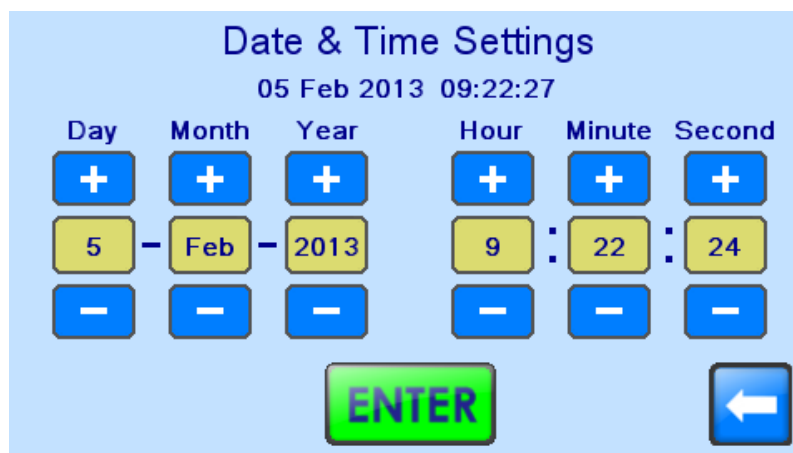 Date & Time Settings
05 Feb 2013 09:22:27
Day Month Year Hour Minute Second
+ + + + + +
5 - Feb - 2013 9 : 22 : 24
- - - - - -
ENTER